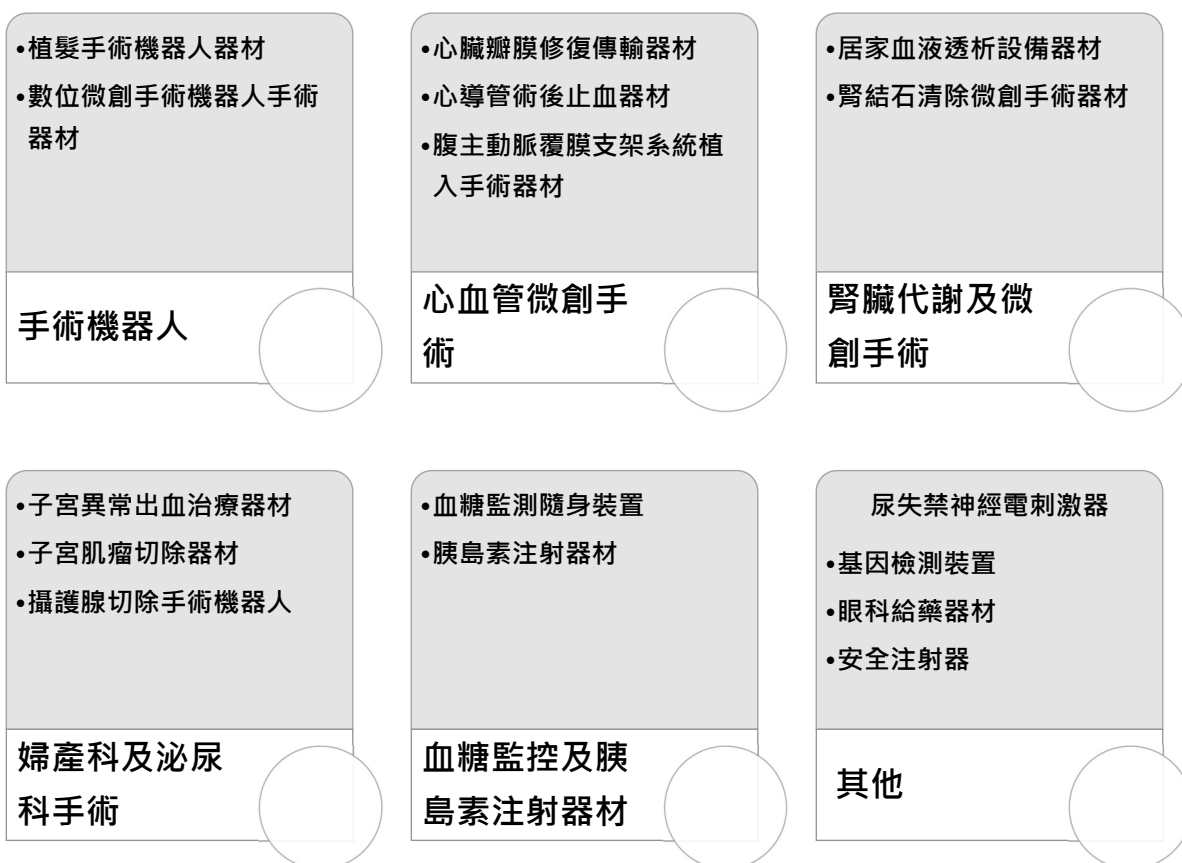 •植髮手術機器人器材
•數位微創手術機器人手術
器材
手術機器人
•心臟瓣膜修復傳輸器材
•心導管術後止血器材
•腹主動脈覆膜支架系統植
入手術器材
心血管微創手
術
•居家血液透析設備器材
•腎結石清除微創手術器材
腎臟代謝及微
創手術
•子宮異常出血治療器材
•子宮肌瘤切除器材
•攝護腺切除手術機器人
婦產科及泌尿
科手術
•血糖監測隨身裝置
•胰島素注射器材
血糖監控及胰
島素注射器材
尿失禁神經電刺激器
•基因檢測裝置
•眼科給藥器材
•安全注射器
其他